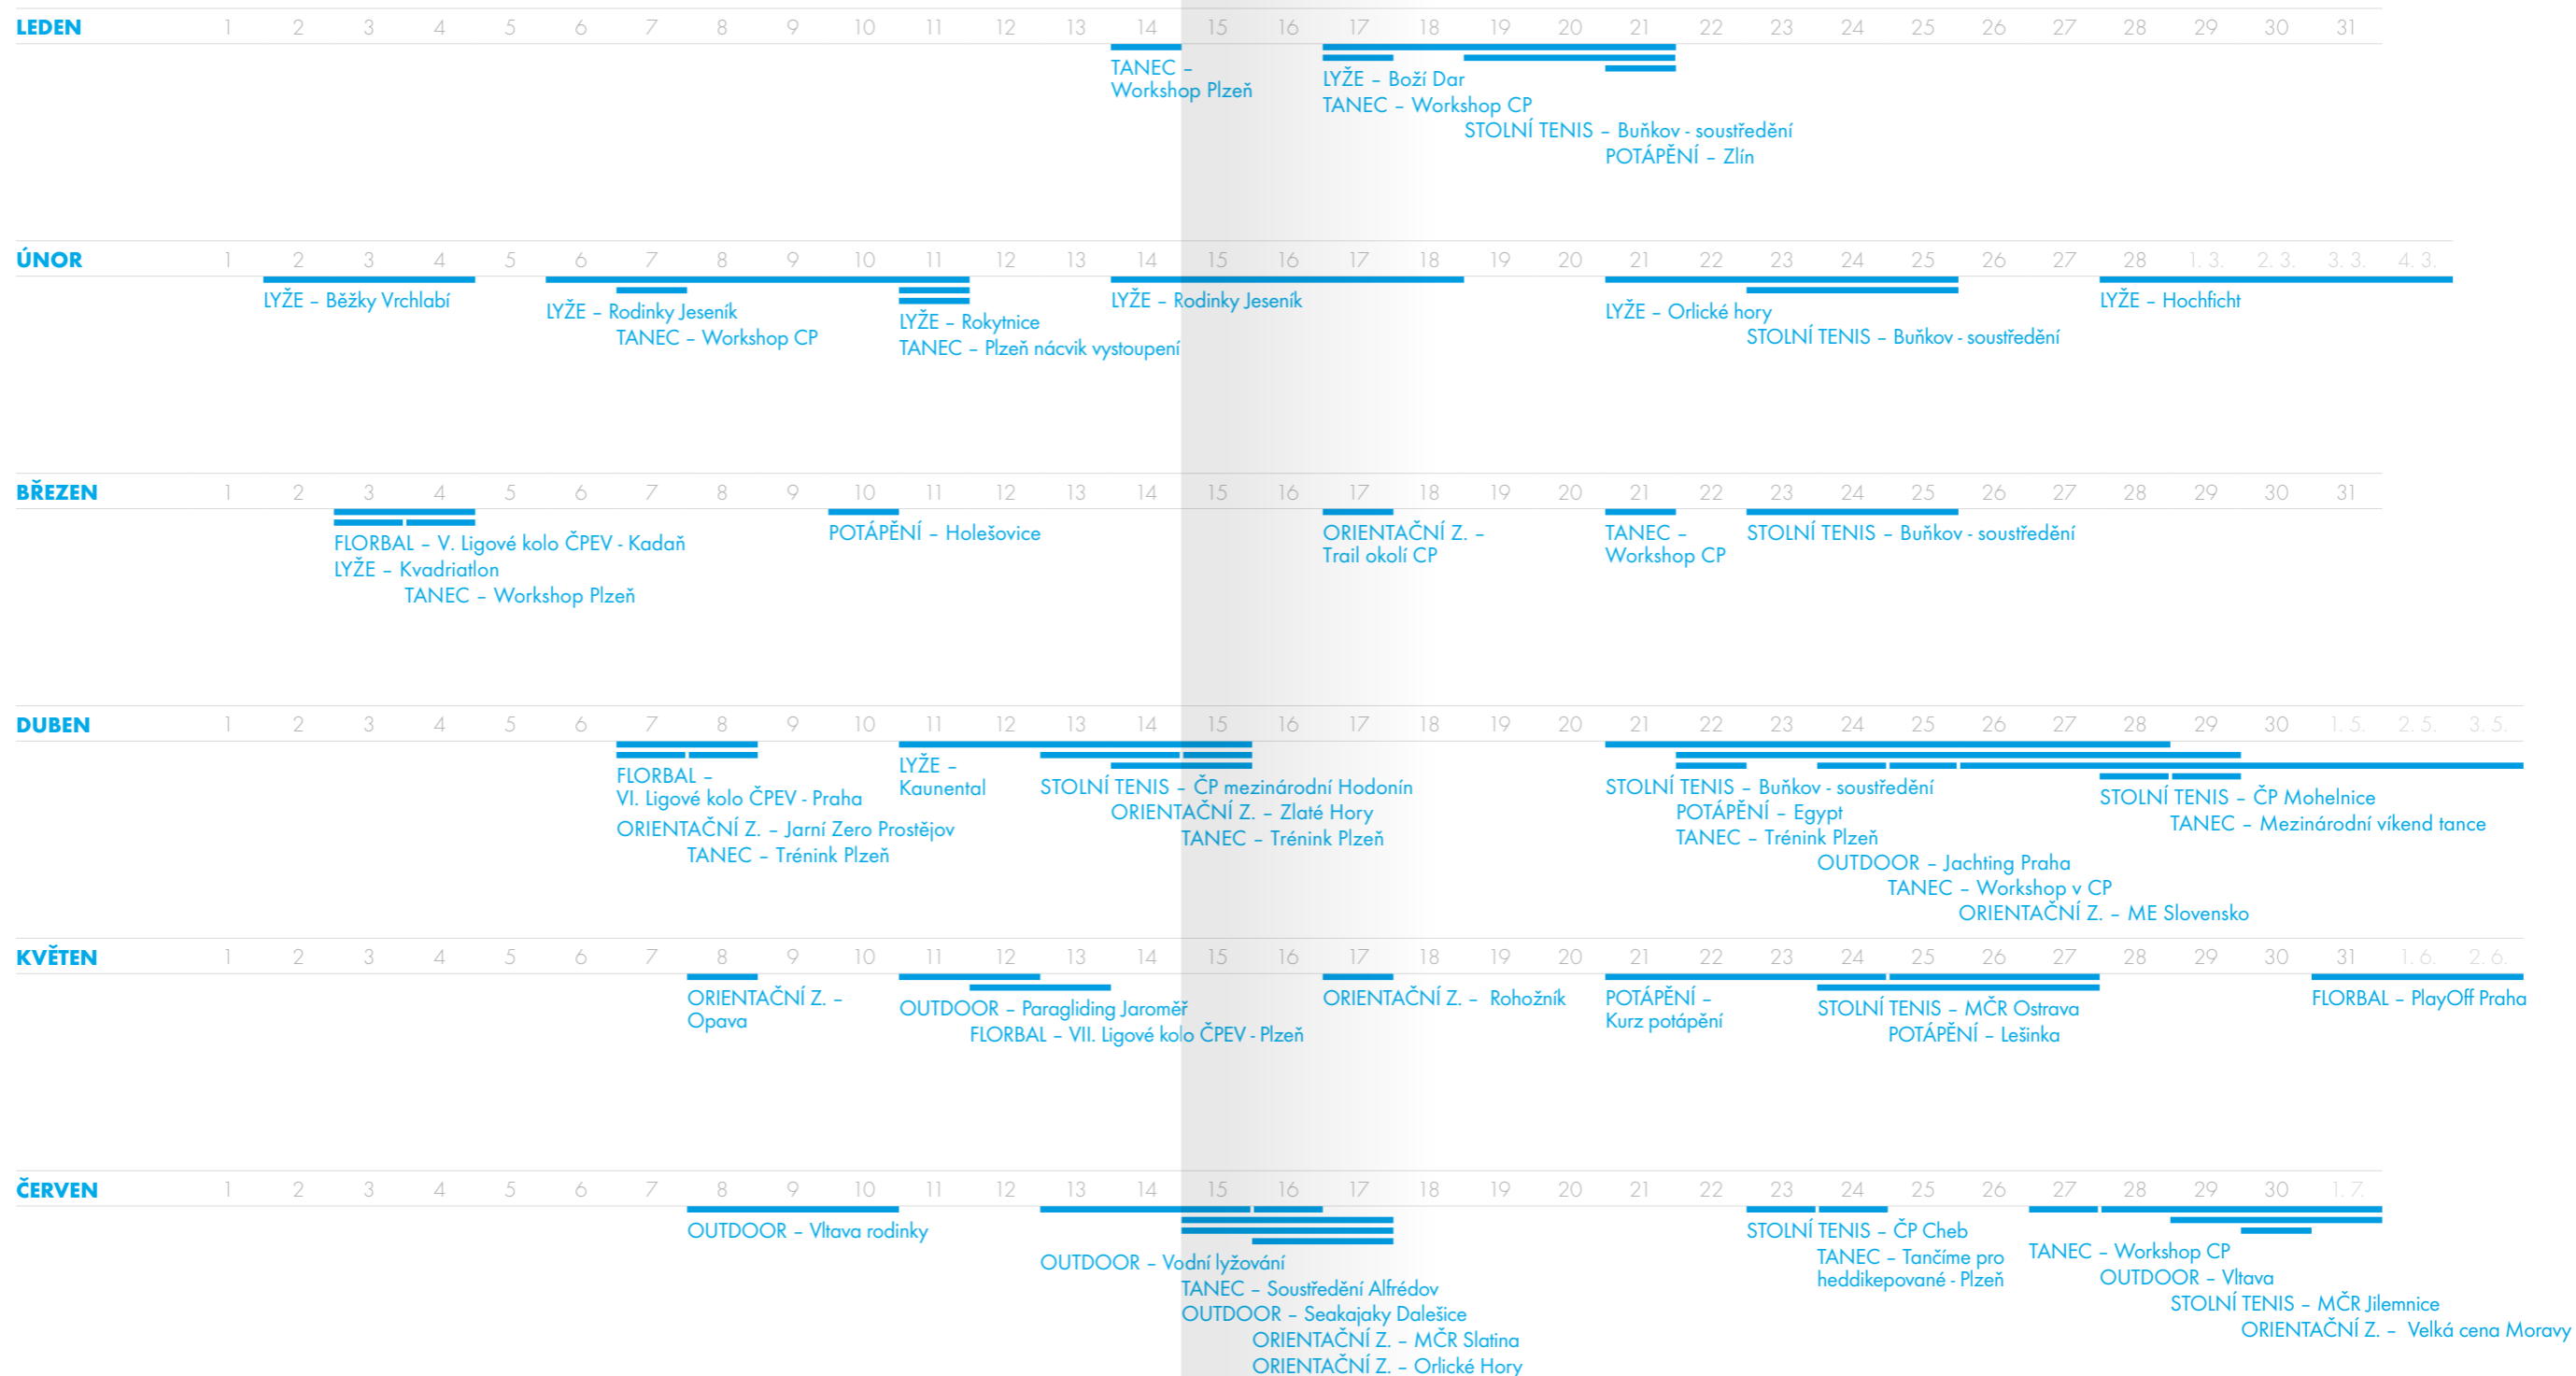 LEDEN 1 2 3 4 5 6 7 8 9 10 11 12 13 14 15 16 17 18 19 20 21 22 23 24 25 26 27 28 29 30 31
TANEC –
Workshop Plzeň
LYŽE – Boží Dar
TANEC – Workshop CP
STOLNÍ TENIS – Buňkov - soustředění
POTÁPĚNÍ – Zlín
ÚNOR 1 2 3 4 5 6 7 8 9 10 11 12 13 14 15 16 17 18 19 20 21 22 23 24 25 26 27 28 1. 3. 2. 3. 3. 3. 4. 3.
LYŽE – Běžky Vrchlabí
LYŽE – Rodinky Jeseník
TANEC – Workshop CP
LYŽE – Rokytnice
TANEC – Plzeň nácvik vystoupení
LYŽE – Rodinky Jeseník
LYŽE – Orlické hory
STOLNÍ TENIS – Buňkov - soustředění
LYŽE – Hochficht
BŘEZEN 1 2 3 4 5 6 7 8 9 10 11 12 13 14 15 16 17 18 19 20 21 22 23 24 25 26 27 28 29 30 31
FLORBAL – V. Ligové kolo ČPEV - Kadaň
LYŽE – Kvadriatlon
TANEC – Workshop Plzeň
POTÁPĚNÍ – Holešovice
ORIENTAČNÍ Z. –
Trail okolí CP
TANEC –
Workshop CP
STOLNÍ TENIS – Buňkov - soustředění
DUBEN 1 2 3 4 5 6 7 8 9 10 11 12 13 14 15 16 17 18 19 20 21 22 23 24 25 26 27 28 29 30 1. 5. 2. 5. 3. 5.
FLORBAL –
VI. Ligové kolo ČPEV - Praha
ORIENTAČNÍ Z. – Jarní Zero Prostějov
TANEC – Trénink Plzeň
LYŽE –
Kaunental
STOLNÍ TENIS – ČP mezinárodní Hodonín
ORIENTAČNÍ Z. – Zlaté Hory
TANEC – Trénink Plzeň
STOLNÍ TENIS – Buňkov - soustředění
POTÁPĚNÍ – Egypt
TANEC – Trénink Plzeň
OUTDOOR – Jachting Praha
TANEC – Workshop v CP
ORIENTAČNÍ Z. – ME Slovensko
STOLNÍ TENIS – ČP Mohelnice
TANEC – Mezinárodní víkend tance
KVĚTEN 1 2 3 4 5 6 7 8 9 10 11 12 13 14 15 16 17 18 19 20 21 22 23 24 25 26 27 28 29 30 31 1. 6. 2. 6.
ORIENTAČNÍ Z. –
Opava
OUTDOOR – Paragliding Jaroměř
FLORBAL – VII. Ligové kolo ČPEV - Plzeň
ORIENTAČNÍ Z. – Rohožník
POTÁPĚNÍ –
Kurz potápění
STOLNÍ TENIS – MČR Ostrava
POTÁPĚNÍ – Lešinka
FLORBAL – PlayOff Praha
ČERVEN 1 2 3 4 5 6 7 8 9 10 11 12 13 14 15 16 17 18 19 20 21 22 23 24 25 26 27 28 29 30 1. 7.
OUTDOOR – Vltava rodinky
OUTDOOR – Vodní lyžování
TANEC – Soustředění Alfrédov
OUTDOOR – Seakajaky Dalešice
ORIENTAČNÍ Z. – MČR Slatina
ORIENTAČNÍ Z. – Orlické Hory
STOLNÍ TENIS – ČP Cheb
TANEC – Tančíme pro
heddikepované - Plzeň
TANEC – Workshop CP
OUTDOOR – Vltava
STOLNÍ TENIS – MČR Jilemnice
ORIENTAČNÍ Z. – Velká cena Moravy